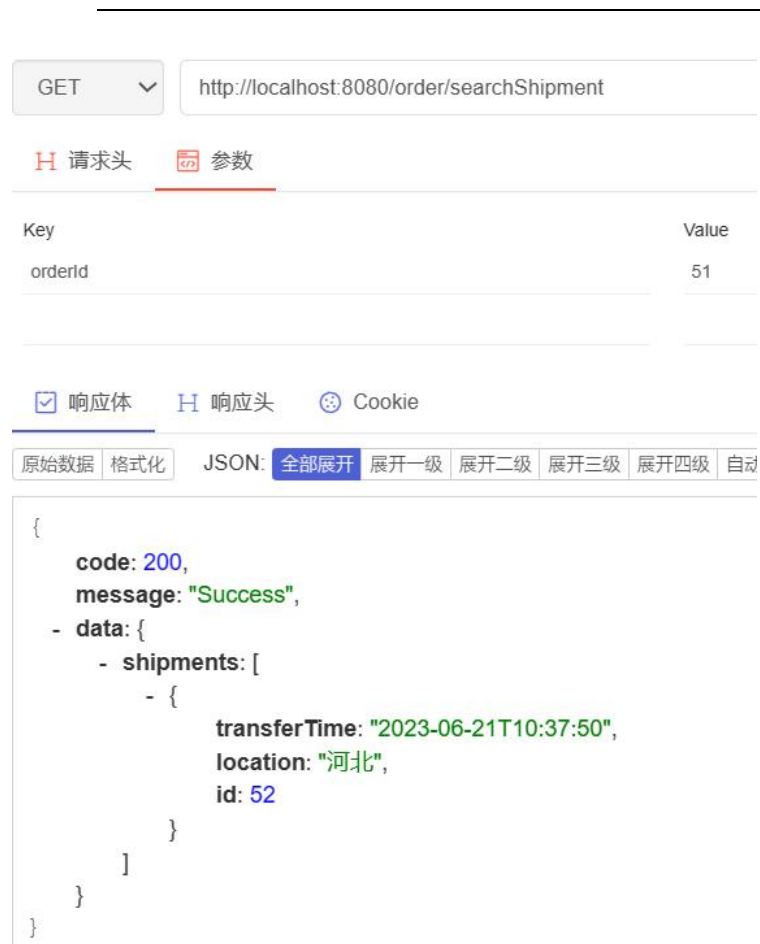 GET http://localhost:8080/order/searchShipment
请求头 参数
Key Value
orderId 51
响应体 响应头 Cookie
原始数据 格式化 JSON: 全部展开 展开一级 展开二级 展开三级 展开四级
{
code: 200,
message: "Success",
- data: {
- shipments: [
- {
transferTime: "2023-06-21T10:37:50",
location: "河北",
id: 52
}
]
}
}